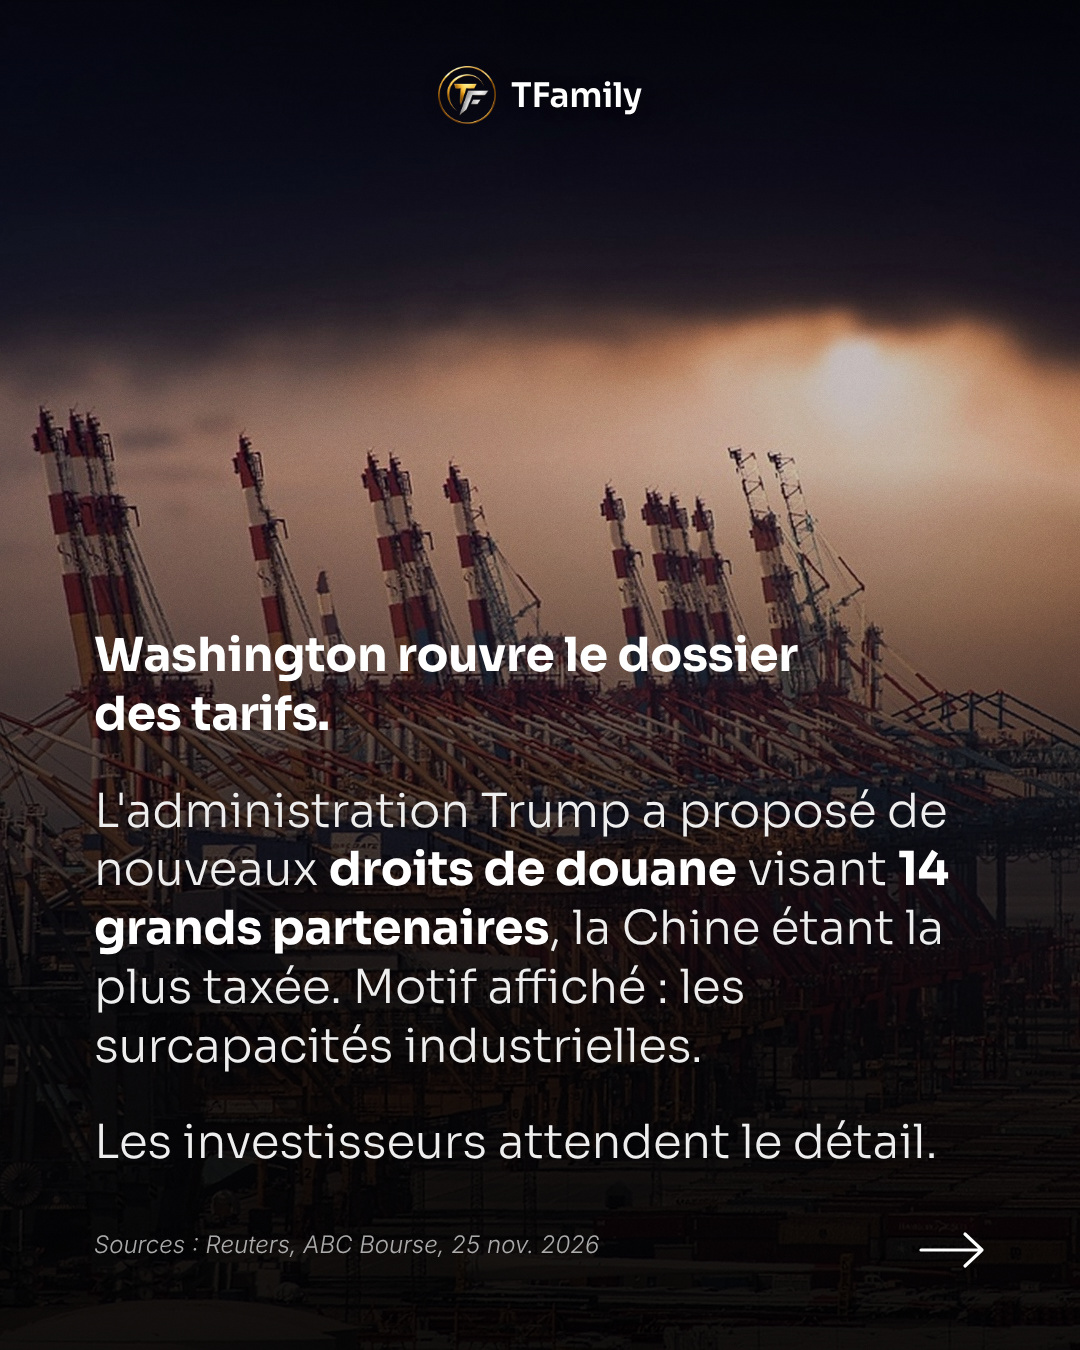 TFamily
Washington rouvre le dossier
des tarifs.
L'administration Trump a proposé de
nouveaux droits de douane visant 14
grands partenaires, la Chine étant la
plus taxée. Motif affiché : les
surcapacités industrielles.
Les investisseurs attendent le détail.
Sources : Reuters, ABC Bourse, 25 nov. 2026